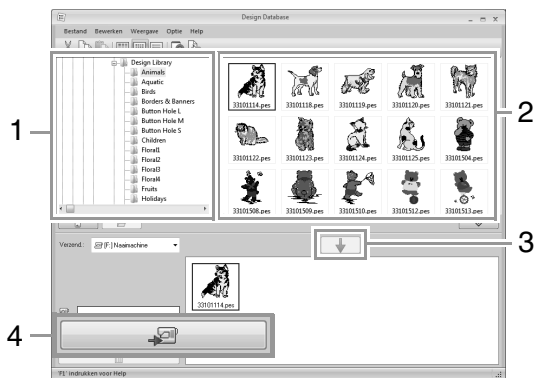 Design Database
Bestand Bewerken Weergave Optie Help
Design Library
Animals
Aquatic
Birds
Borders & Banners
Button Hole L
Button Hole M
Button Hole S
Children
Floral1
Floral2
Floral3
Floral4
Fruits
Holidays
33101114.pes 33101118.pes 33101119.pes 33101120.pes 33101121.pes
33101122.pes 33101123.pes 33101124.pes 33101125.pes 33101504.pes
33101508.pes 33101509.pes 33101510.pes 33101512.pes 33101513.pes
1
2
3
Verzend.: (F:) Naaimachine
33101114.pes
4
'F1' indrukken voor Help